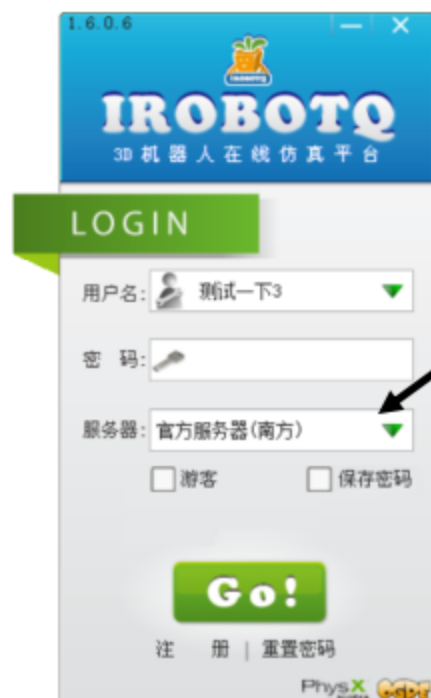 1.6.0.6
IROBOTQ
3D 机器人在线仿真平台
LOGIN
用户名: 测试一下3
密 码:
服务器: 官方服务器(南方)
游客 保存密码
Go!
注 册 | 重置密码
PhysX OGRE